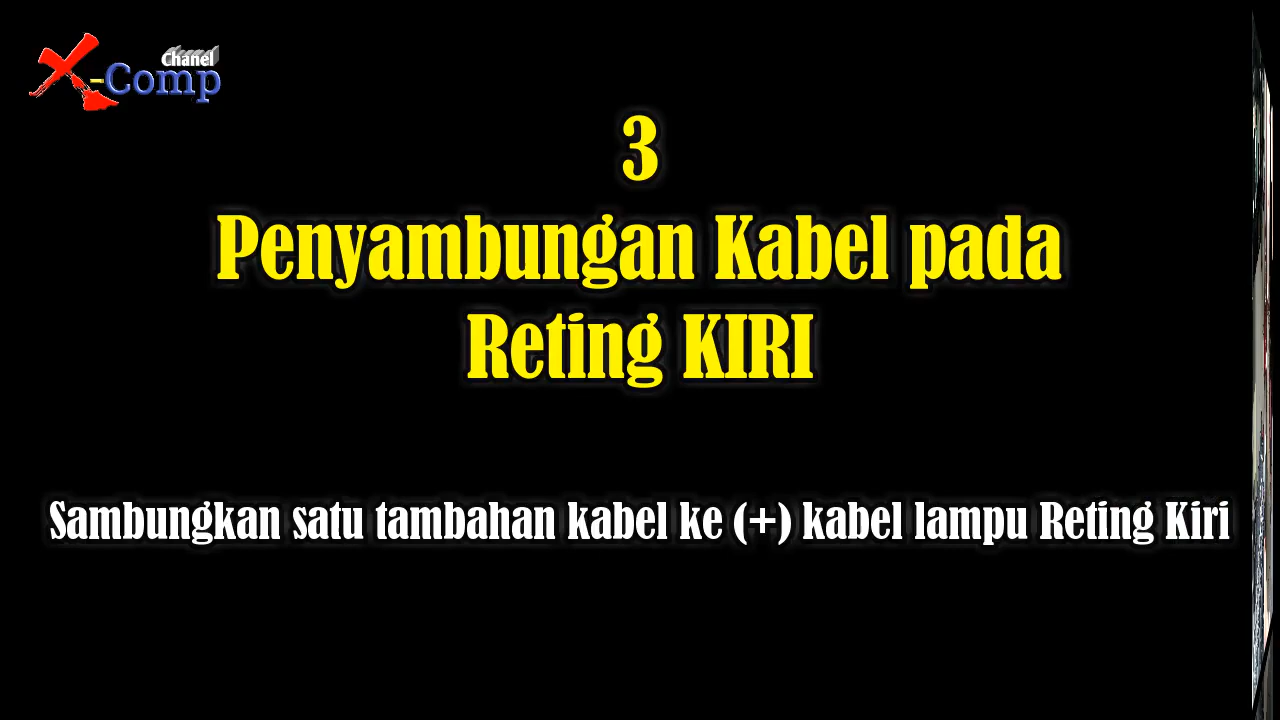 Chanel
X-Comp
3
Penyambungan Kabel pada
Reting KIRI
Sambungkan satu tambahan kabel ke (+) kabel lampu Reting Kiri